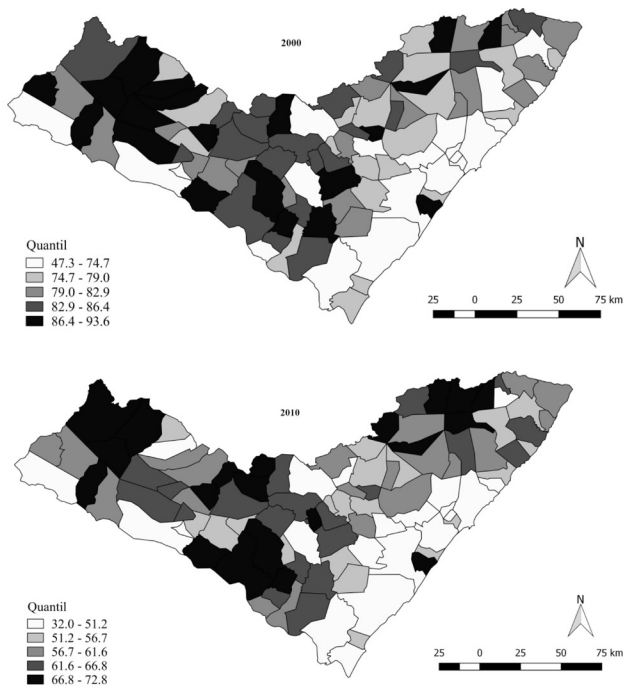 2000
Quantil
47.3 - 74.7
74.7 - 79.0
79.0 - 82.9
82.9 - 86.4
86.4 - 93.6
N
25 0 25 50 75 km
2010
Quantil
32.0 - 51.2
51.2 - 56.7
56.7 - 61.6
61.6 - 66.8
66.8 - 72.8
N
25 0 25 50 75 km